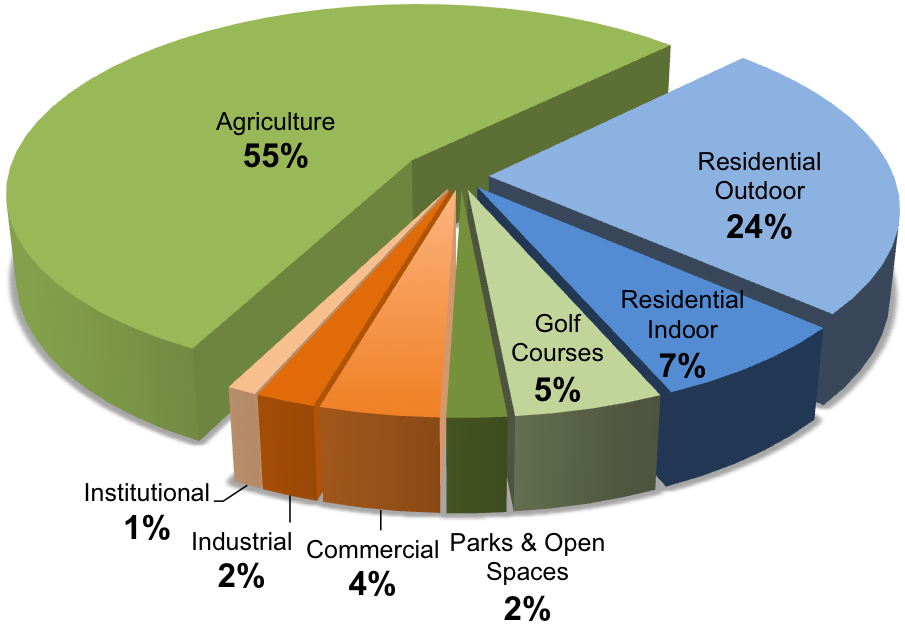 Agriculture
55%
Residential
Outdoor
24%
Residential
Indoor
7%
Golf
Courses
5%
Institutional
1%
Industrial
2%
Commercial
4%
Parks & Open
Spaces
2%